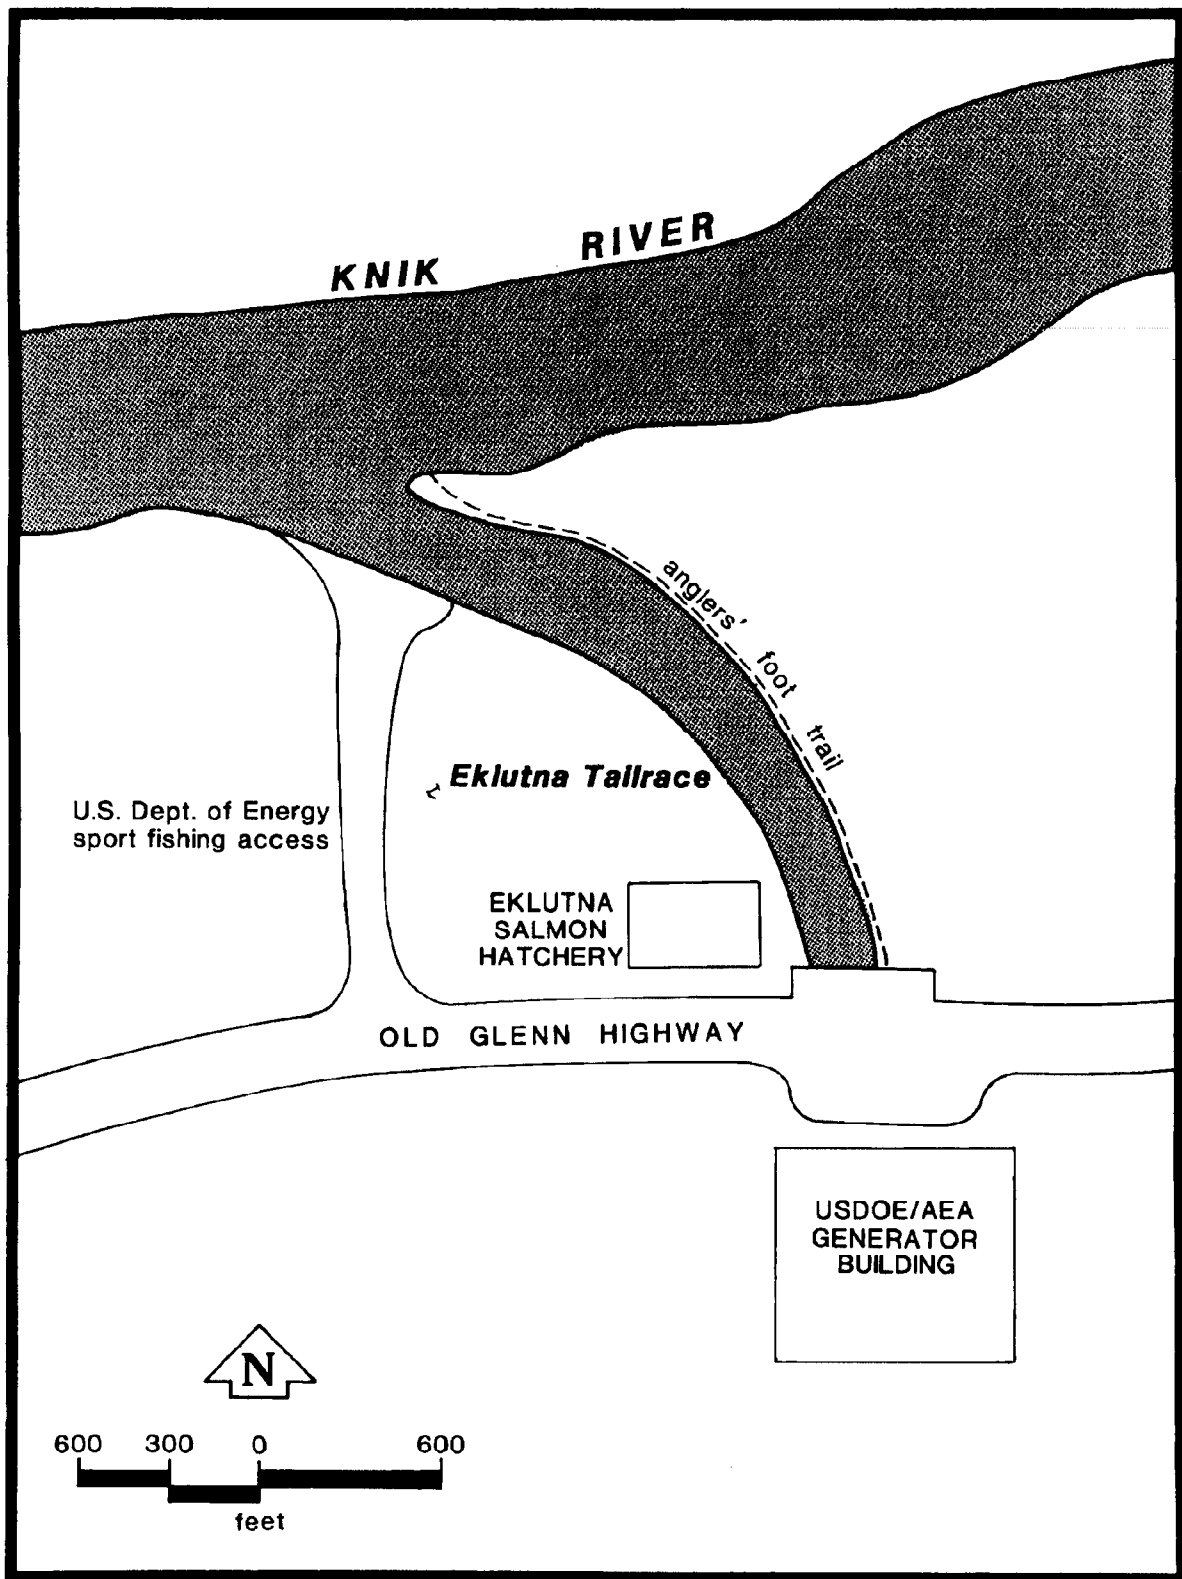 KNIK RIVER
anglers' foot trail
Eklutna Tailrace
U.S. Dept. of Energy
sport fishing access
EKLUTNA
SALMON
HATCHERY
OLD GLENN HIGHWAY
USDOE/AEA
GENERATOR
BUILDING
N
600 300 0 600
feet